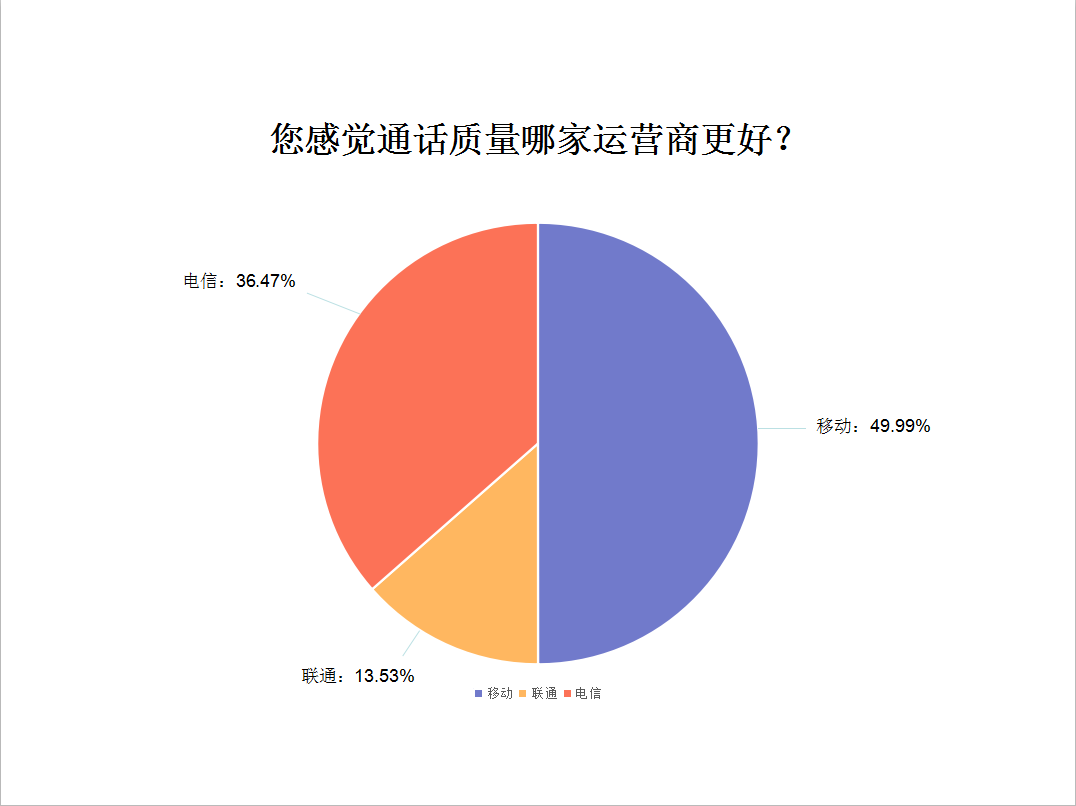 您感觉通话质量哪家运营商更好？
电信：36.47%
移动：49.99%
联通：13.53%
移动 联通 电信